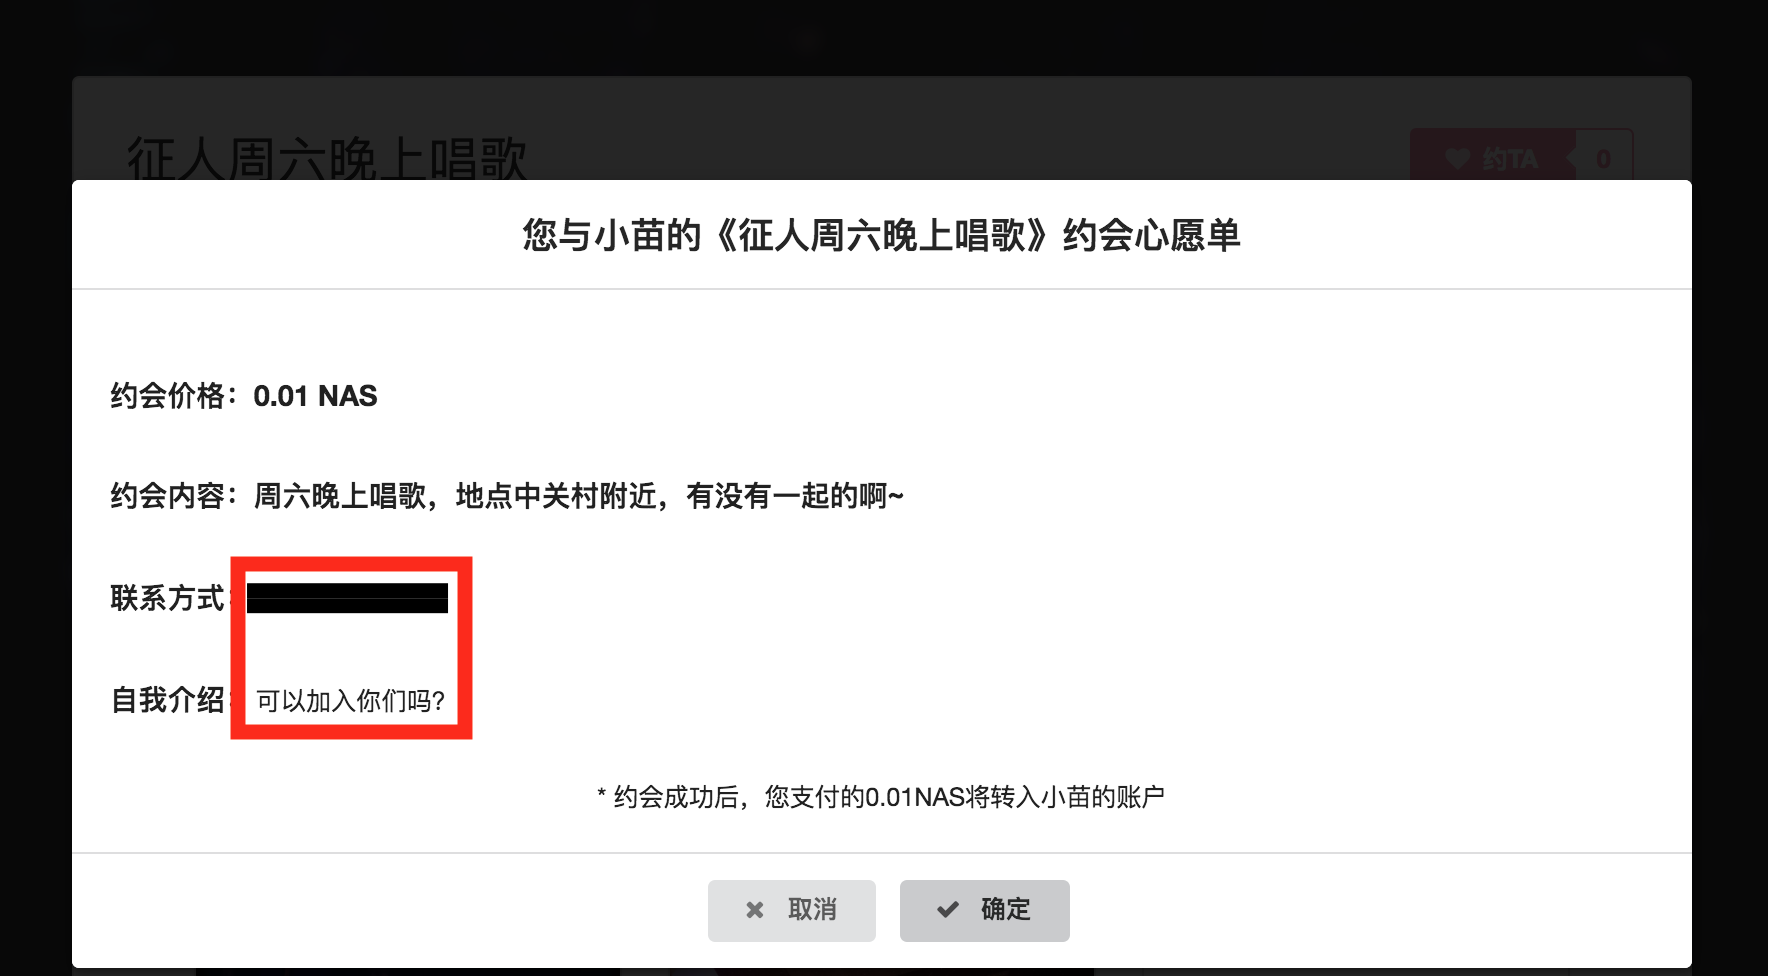 征人周六晚上唱歌
约TA 0
您与小苗的《征人周六晚上唱歌》约会心愿单
约会价格：0.01 NAS
约会内容：周六晚上唱歌，地点中关村附近，有没有一起的啊~
联系方式：
自我介绍：可以加入你们吗?
* 约会成功后，您支付的0.01NAS将转入小苗的账户
取消 确定